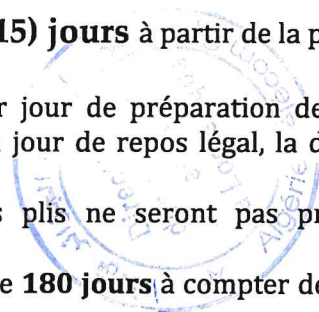 15) jours à partir de la p
r jour de préparation de
jour de repos légal, la d
s plis ne seront pas pr
e 180 jours à compter de
Algérie